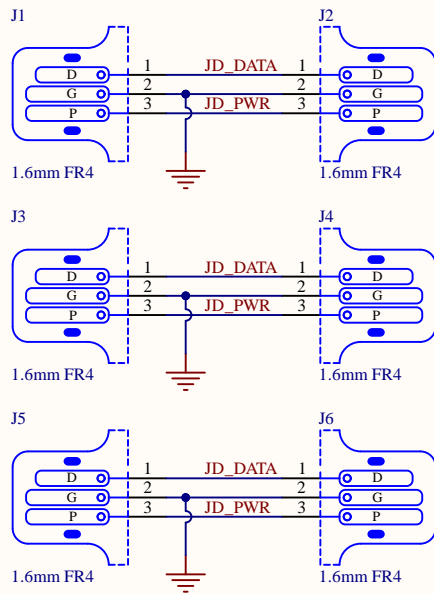 J1 J2
D 1 JD_DATA 1 D
G 2 2 G
P 3 JD_PWR 3 P
1.6mm FR4 1.6mm FR4
J3 J4
D 1 JD_DATA 1 D
G 2 2 G
P 3 JD_PWR 3 P
1.6mm FR4 1.6mm FR4
J5 J6
D 1 JD_DATA 1 D
G 2 2 G
P 3 JD_PWR 3 P
1.6mm FR4 1.6mm FR4